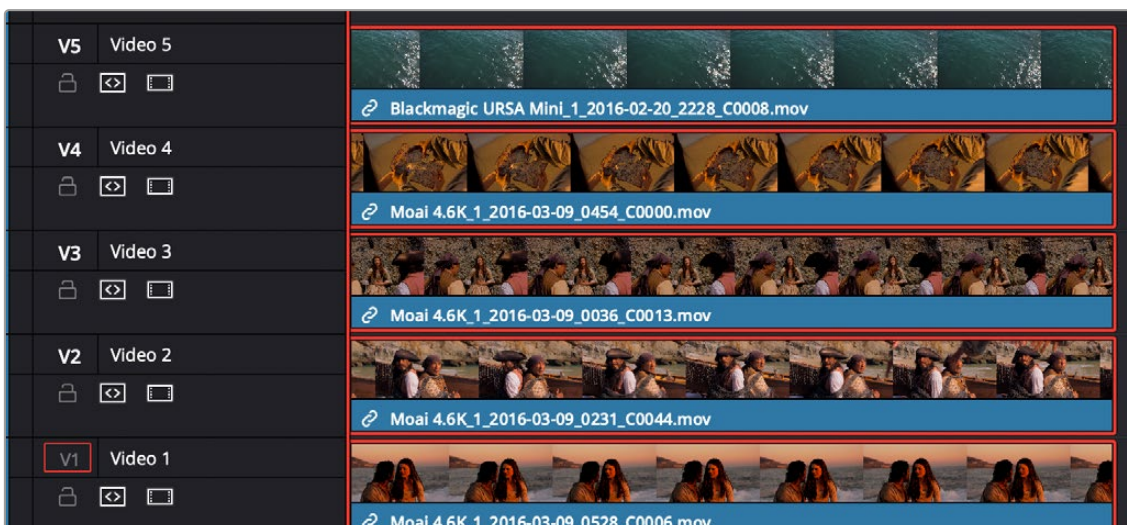 V5 Video 5
Blackmagic URSA Mini_1_2016-02-20_2228_C0008.mov
V4 Video 4
Moai 4.6K_1_2016-03-09_0454_C0000.mov
V3 Video 3
Moai 4.6K_1_2016-03-09_0036_C0013.mov
V2 Video 2
Moai 4.6K_1_2016-03-09_0231_C0044.mov
V1 Video 1
Moai 4.6K_1_2016-03-09_0528_C0006.mov